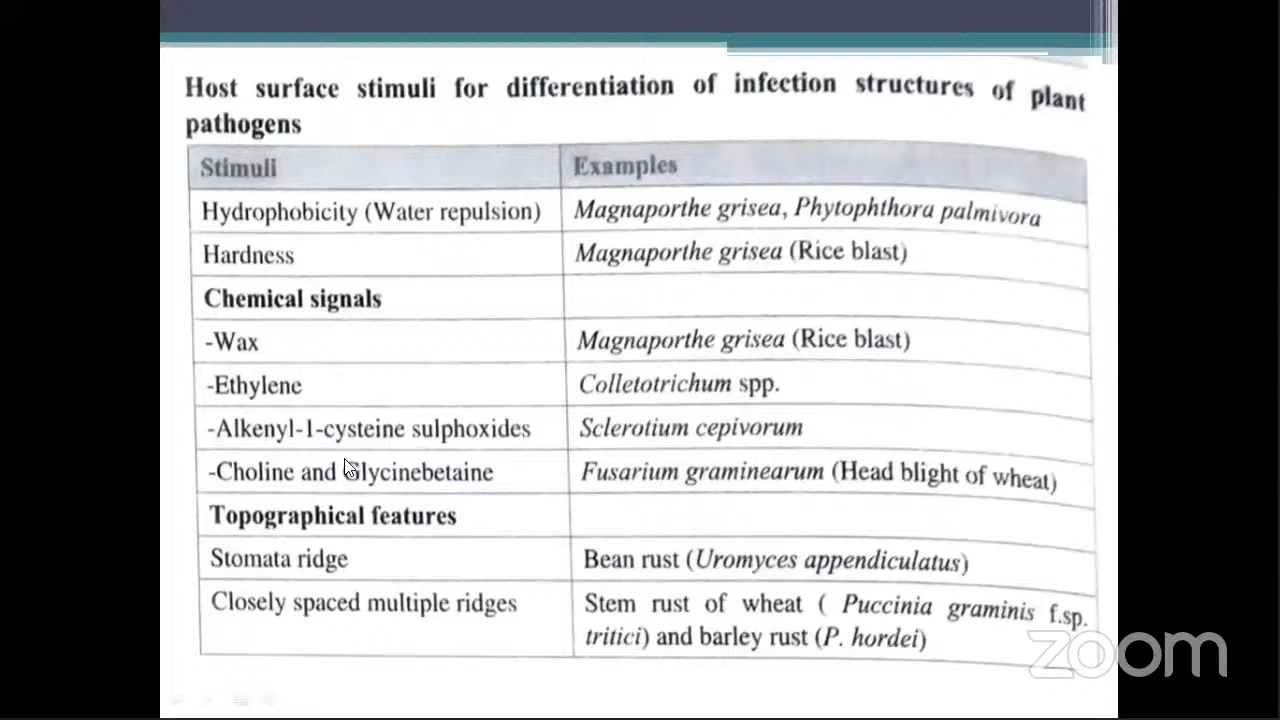 Host surface stimuli for differentiation of infection structures of plant
pathogens
Stimuli Examples
Hydrophobicity (Water repulsion) Magnaporthe grisea, Phytophthora palmivora
Hardness Magnaporthe grisea (Rice blast)
Chemical signals
-Wax Magnaporthe grisea (Rice blast)
-Ethylene Colletotrichum spp.
-Alkenyl-1-cysteine sulphoxides Sclerotium cepivorum
-Choline and Glycinebetaine Fusarium graminearum (Head blight of wheat)
Topographical features
Stomata ridge Bean rust (Uromyces appendiculatus)
Closely spaced multiple ridges Stem rust of wheat ( Puccinia graminis f.sp.
tritici) and barley rust (P. hordei)
zoom